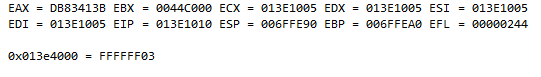 EAX = DB83413B EBX = 0044C000 ECX = 013E1005 EDX = 013E1005 ESI = 013E1005
EDI = 013E1005 EIP = 013E1010 ESP = 006FFE90 EBP = 006FFEA0 EFL = 00000244
0x013e4000 = FFFFFF03